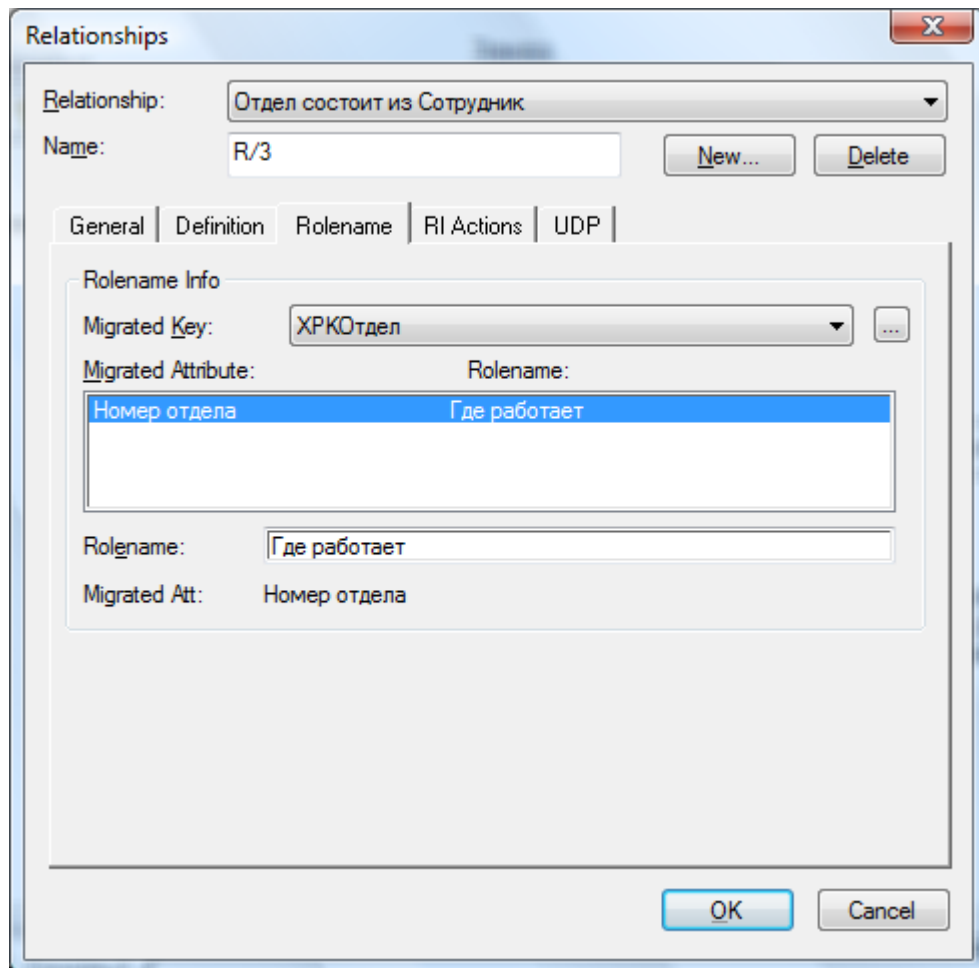 Relationships
Relationship: Отдел состоит из Сотрудник
Name: R/3 New... Delete
General Definition Rolename RI Actions UDP
Rolename Info
Migrated Key: ХРКОтдел ...
Migrated Attribute: Rolename:
Номер отдела Где работает
Rolename: Где работает
Migrated Att: Номер отдела
OK Cancel